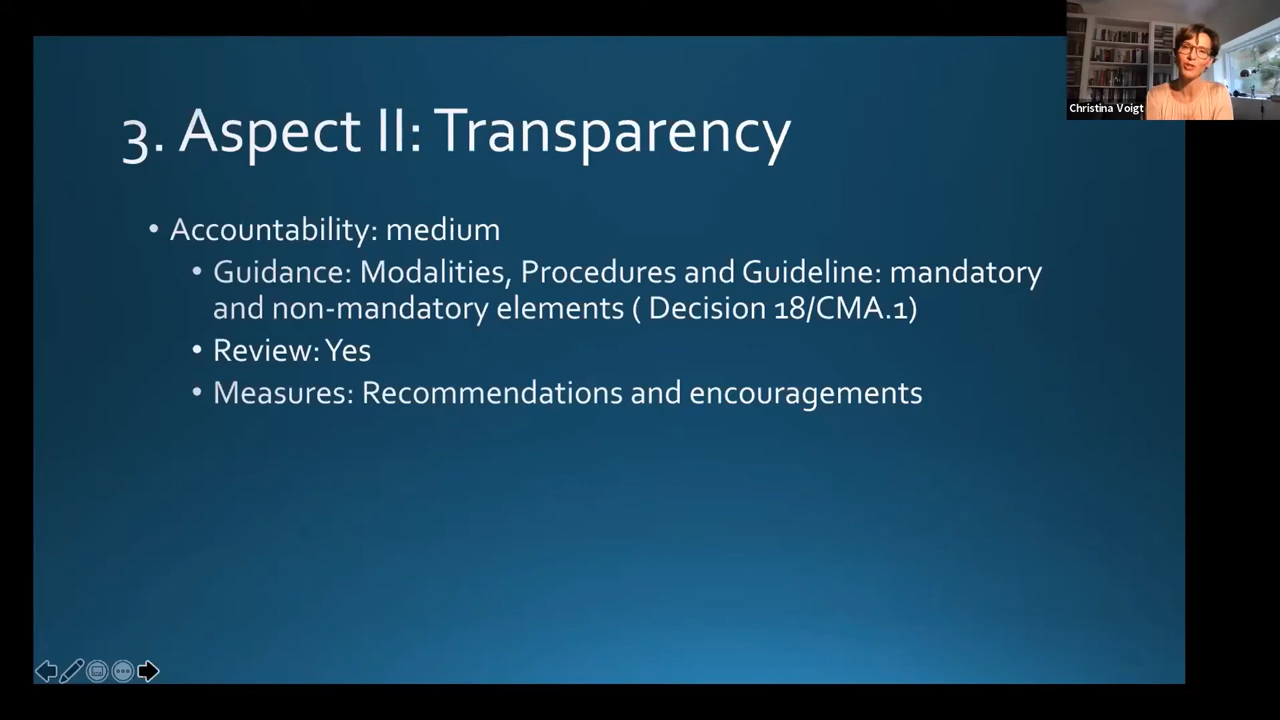 Christina Voigt
3. Aspect II: Transparency
• Accountability: medium
• Guidance: Modalities, Procedures and Guideline: mandatory
and non-mandatory elements ( Decision 18/CMA.1)
• Review: Yes
• Measures: Recommendations and encouragements